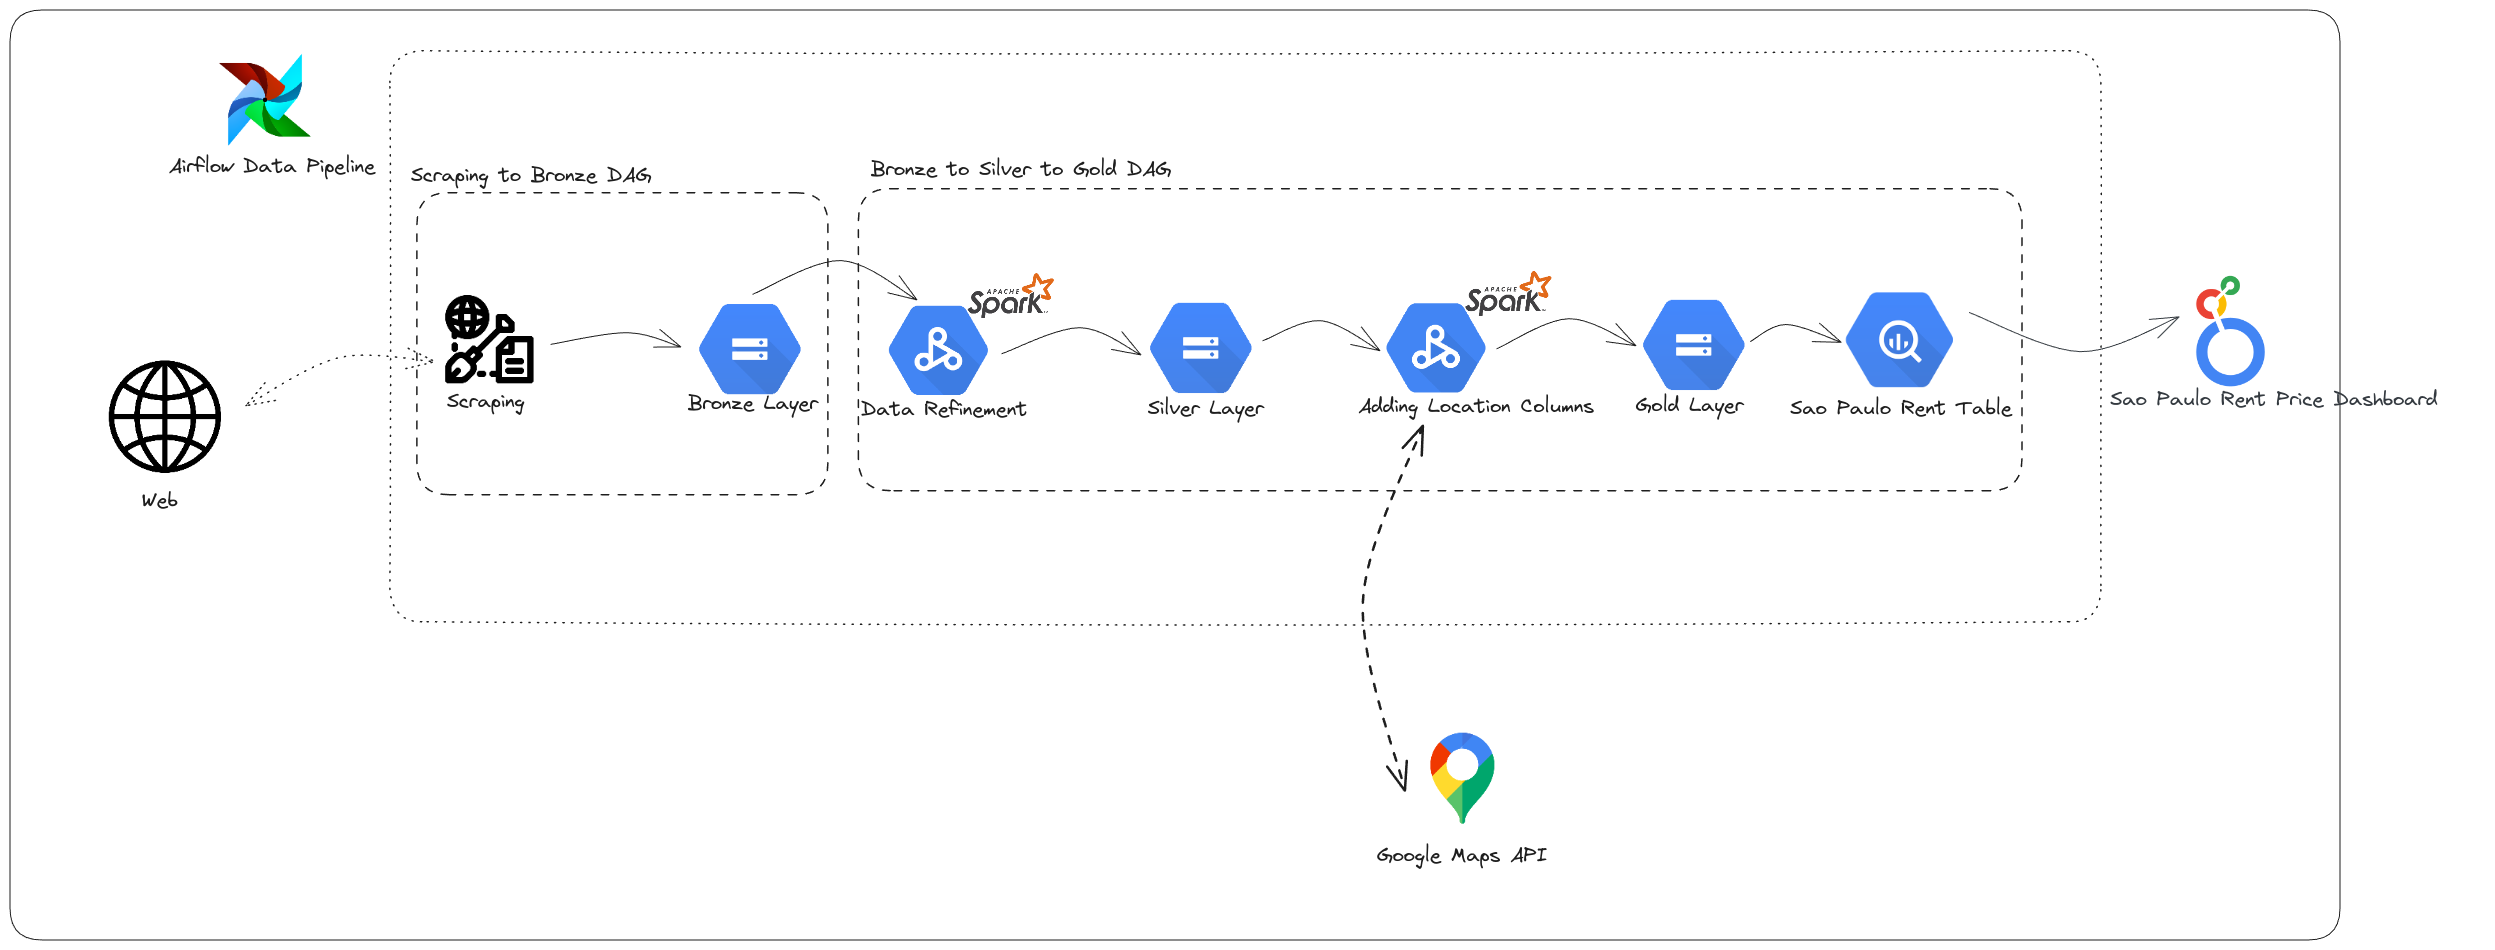 Airflow Data Pipeline
Scraping to Bronze DAG
Bronze to Silver to Gold DAG
APACHE
Spark
APACHE
Spark
Scraping
Bronze Layer
Data Refinement
Silver Layer
Adding Location Columns
Gold Layer
Sao Paulo Rent Table
Sao Paulo Rent Price Dashboard
Web
Google Maps API